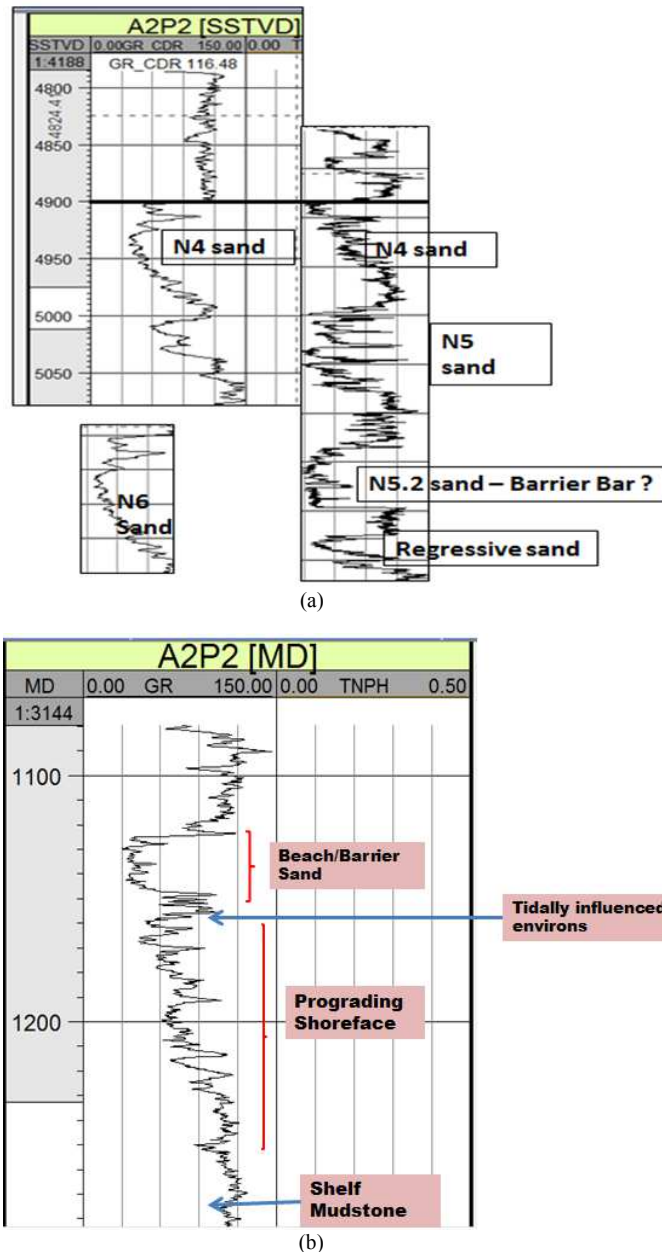 A2P2 [SSTVD]
SSTVD 0.00 GR_CDR 150.00 0.00 T
1:4188 GR_CDR 116.48
4800
4824.4
4850
4900
N4 sand
N4 sand
4950
5000
N5
sand
5050
N5.2 sand – Barrier Bar ?
N6
Sand
Regressive sand
(a)
A2P2 [MD]
MD 0.00 GR 150.00 0.00 TNPH 0.50
1:3144
1100
Beach/Barrier
Sand
Tidally influenced
environs
Prograding
Shoreface
1200
Shelf
Mudstone
(b)